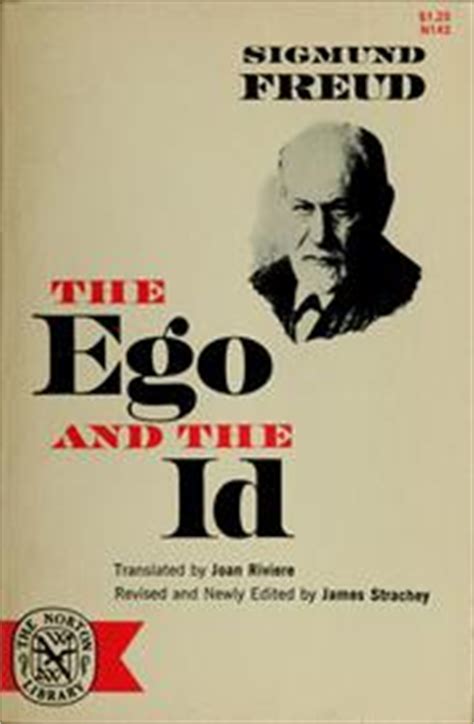 $1.25
N142
SIGMUND
FREUD
THE
Ego
AND THE
Id
Translated by Joan Riviere
Revised and Newly Edited by James Strachey
THE NORTON
LIBRARY